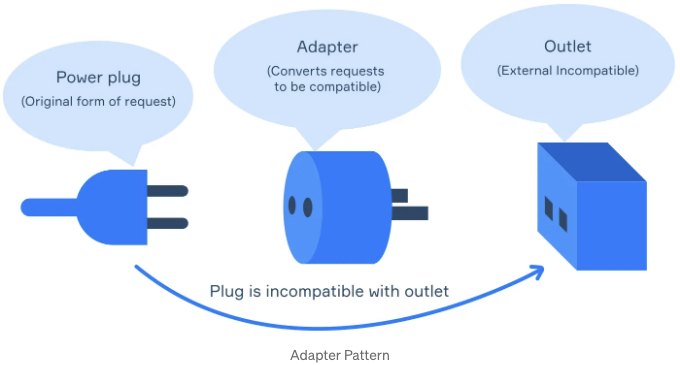 Power plug
(Original form of request)
Adapter
(Converts requests
to be compatible)
Outlet
(External Incompatible)
Plug is incompatible with outlet
Adapter Pattern